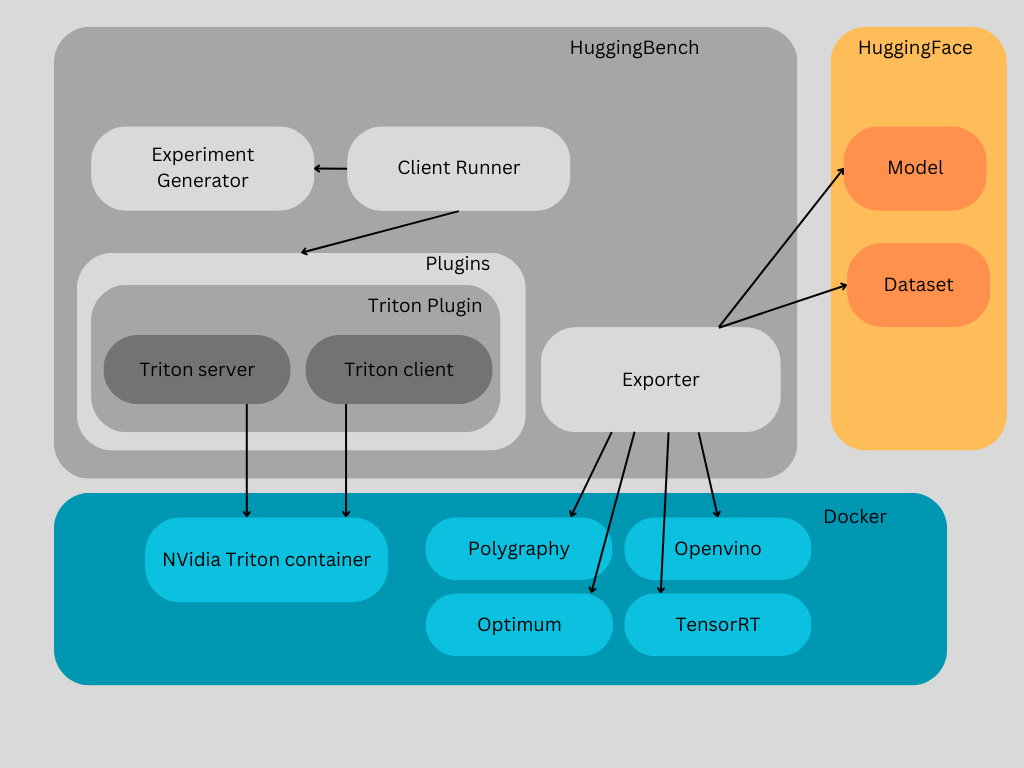 HuggingBench
HuggingFace
Experiment
Generator
Client Runner
Model
Plugins
Dataset
Triton Plugin
Triton server
Triton client
Exporter
Docker
NVidia Triton container
Polygraphy
Openvino
Optimum
TensorRT